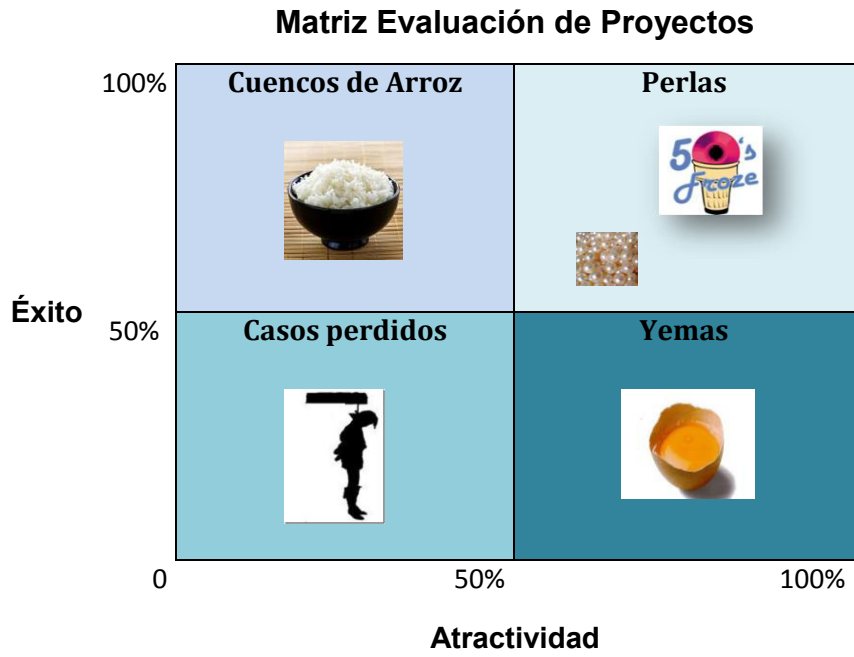 Matriz Evaluación de Proyectos
100%
Cuencos de Arroz
Perlas
50's
Froze
Éxito
50%
Casos perdidos
Yemas
0
50%
100%
Atractividad